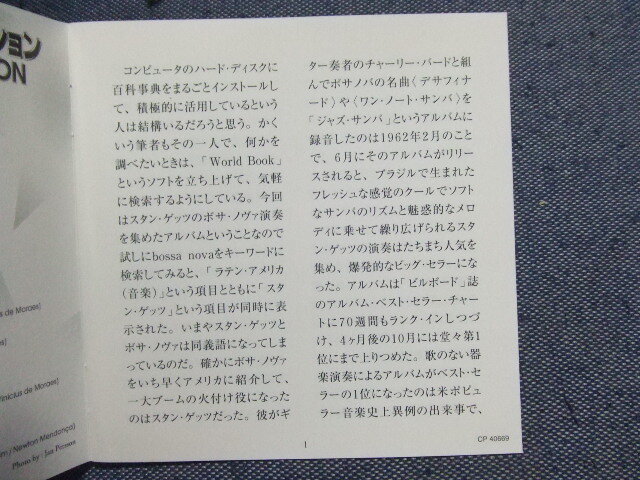 ション
ON
s de Moraes)
s)
Vinicius de Moraes)
m / Newton Mendonça)
Photo by : Jan Persson
コンピュータのハード・ディスクに
百科事典をまるごとインストールし
て、積極的に活用しているという
人は結構いるだろうと思う。かく
いう筆者もその一人で、何かを
調べたいときは、「World Book」
というソフトを立ち上げて、気軽
に検索するようにしている。今回
はスタン・ゲッツのボサ・ノヴァ演奏
を集めたアルバムということなので
試しにbossa novaをキーワードに
検索してみると、「ラテン・アメリカ
(音楽)」という項目とともに「スタ
ン・ゲッツ」という項目が同時に表
示された。いまやスタン・ゲッツと
ボサ・ノヴァは同義語になってしま
っているのだ。確かにボサ・ノヴァ
をいち早くアメリカに紹介して、
一大ブームの火付け役になった
のはスタン・ゲッツだった。彼がギ
ター奏者のチャーリー・バードと組
んでボサノバの名曲〈デサフィナ
ード〉や〈ワン・ノート・サンバ〉を
「ジャズ・サンバ」というアルバムに
録音したのは1962年2月のこと
で、6月にそのアルバムがリリー
スされると、ブラジルで生まれた
フレッシュな感覚のクールでソフト
なサンバのリズムと魅惑的なメロ
ディに乗せて繰り広げられるスタ
ン・ゲッツの演奏はたちまち人気を
集め、爆発的なビッグ・セラーにな
った。アルバムは「ビルボード」誌
のアルバム・ベスト・セラー・チャー
トに70週間もランク・インしつづ
け、4ヶ月後の10月には堂々第1
位にまで上りつめた。歌のない器
楽演奏によるアルバムがベスト・セ
ラーの1位になったのは米ポピュ
ラー音楽史上異例の出来事で、
1
CP 40669